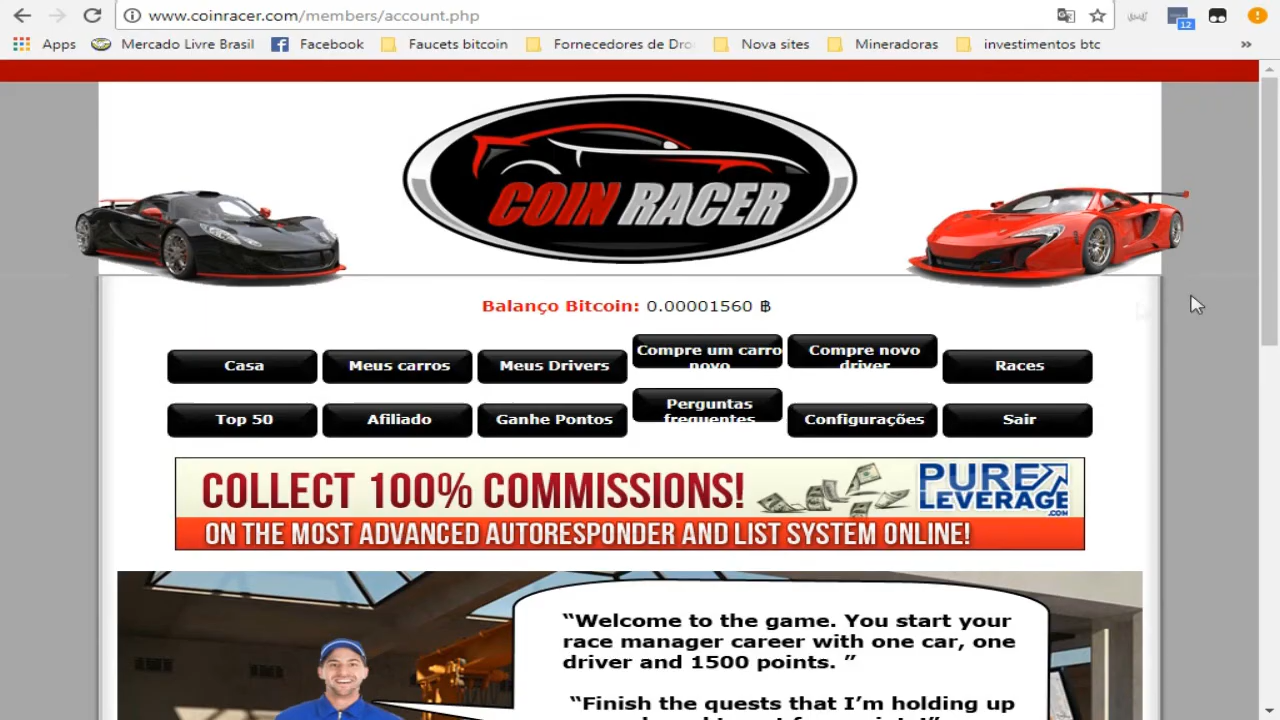 www.coinracer.com/members/account.php
12
Apps
Mercado Livre Brasil
Facebook
Faucets bitcoin
Fornecedores de Dro
Nova sites
Mineradoras
investimentos btc
»
COIN RACER
Balanço Bitcoin: 0.00001560 ฿
Casa
Meus carros
Meus Drivers
Compre um carro
novo
Compre novo
driver
Races
Top 50
Afiliado
Ganhe Pontos
Perguntas
frequentes
Configurações
Sair
COLLECT 100% COMMISSIONS!
PURE
LEVERAGE
.COM
ON THE MOST ADVANCED AUTORESPONDER AND LIST SYSTEM ONLINE!
“Welcome to the game. You start your
race manager career with one car, one
driver and 1500 points. ”
“Finish the quests that I’m holding up